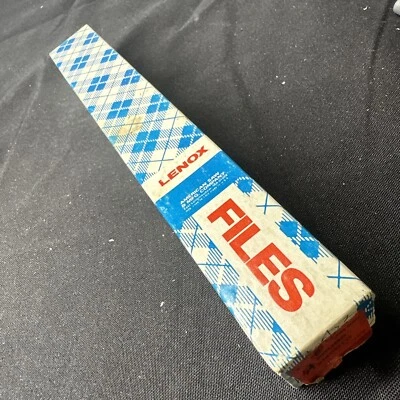 LENOX
AMERICAN SAW
& MFG. COMPANY
FILES